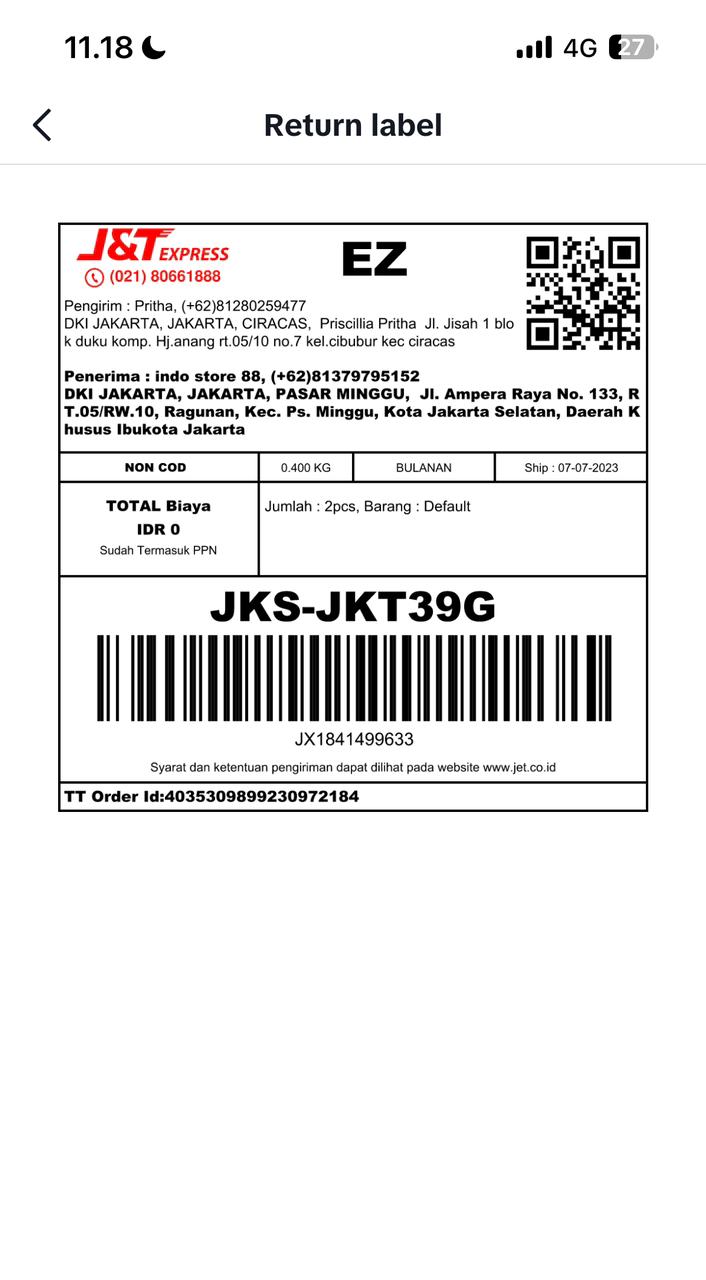 11.18
4G
27
Return label
J&T EXPRESS
(021) 80661888
EZ
Pengirim : Pritha, (+62)81280259477
DKI JAKARTA, JAKARTA, CIRACAS, Priscillia Pritha Jl. Jisah 1 blo
k duku komp. Hj.anang rt.05/10 no.7 kel.cibubur kec ciracas
Penerima : indo store 88, (+62)81379795152
DKI JAKARTA, JAKARTA, PASAR MINGGU, Jl. Ampera Raya No. 133, R
T.05/RW.10, Ragunan, Kec. Ps. Minggu, Kota Jakarta Selatan, Daerah K
husus Ibukota Jakarta
NON COD
0.400 KG
BULANAN
Ship : 07-07-2023
TOTAL Biaya
IDR 0
Sudah Termasuk PPN
Jumlah : 2pcs, Barang : Default
JKS-JKT39G
JX1841499633
Syarat dan ketentuan pengiriman dapat dilihat pada website www.jet.co.id
TT Order Id:4035309899230972184